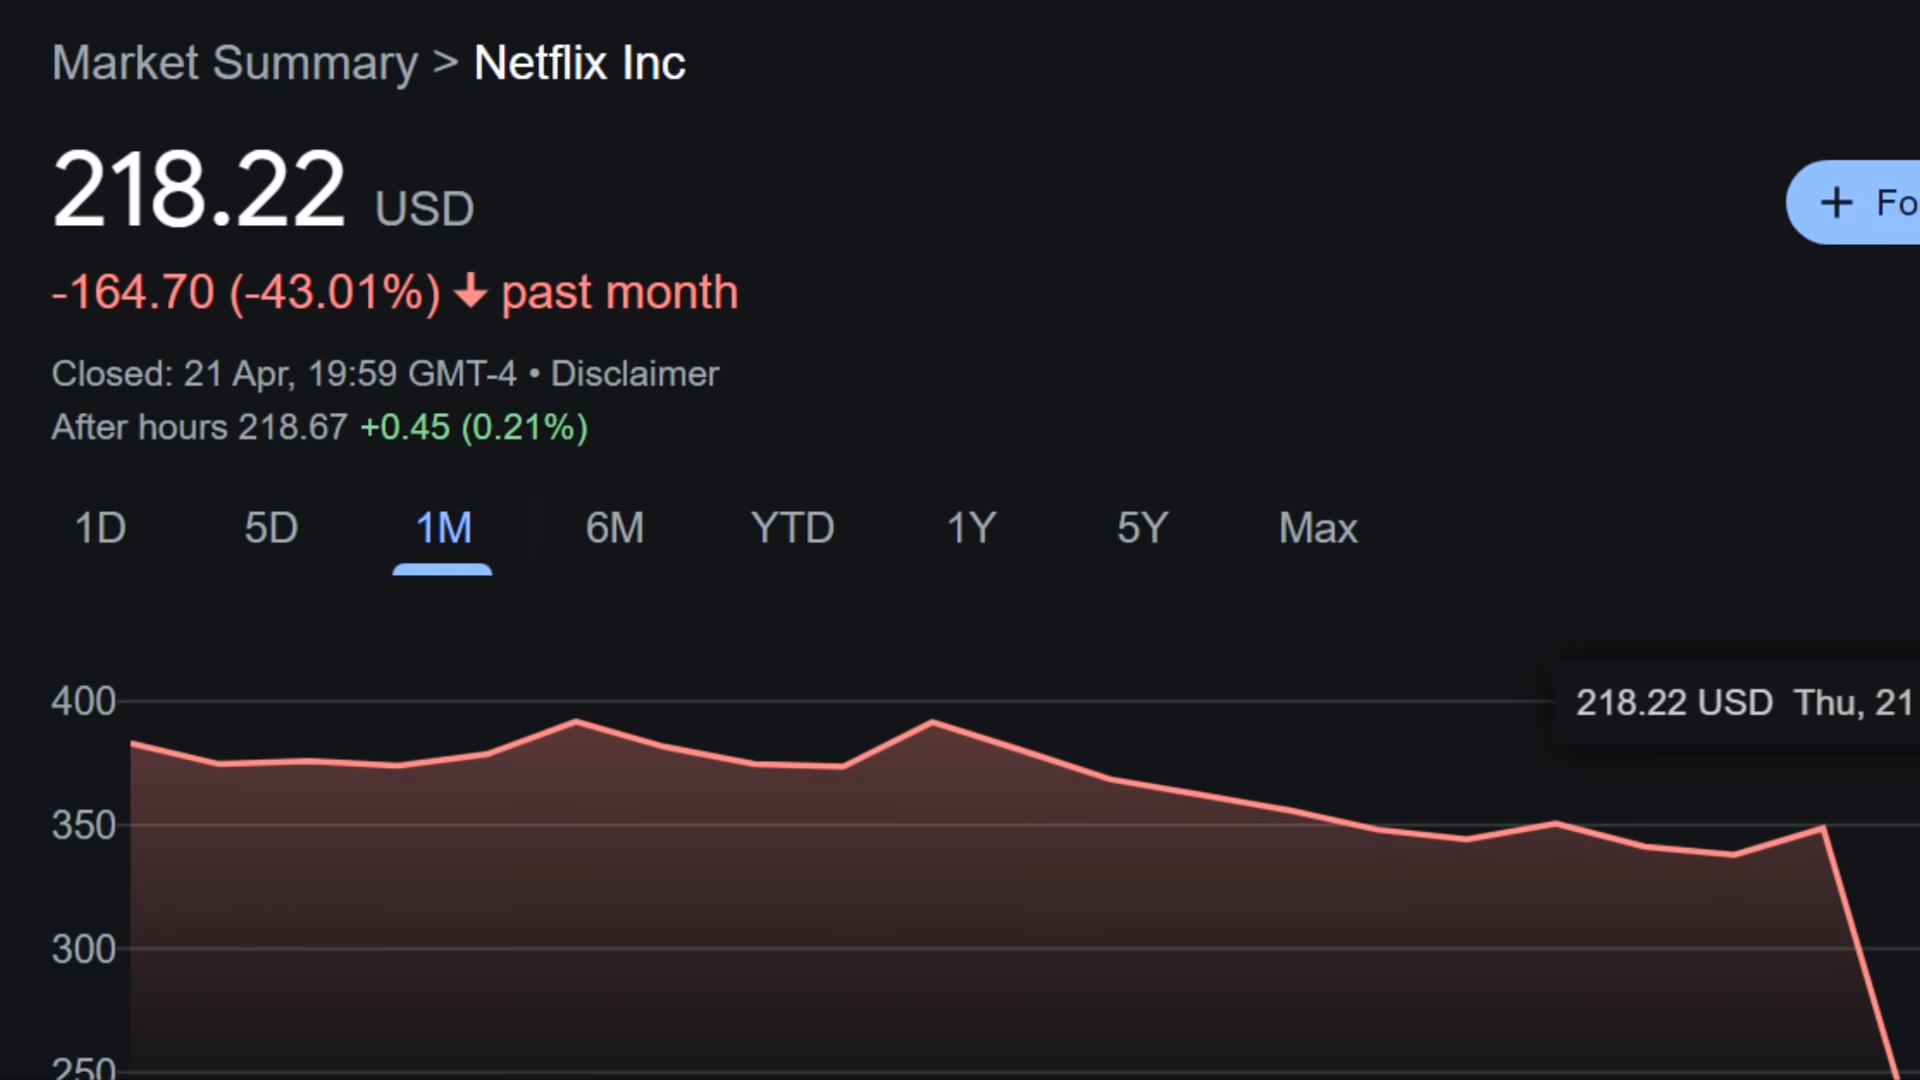 Market Summary > Netflix Inc
218.22 USD
+ Fo
-164.70 (-43.01%) ↓ past month
Closed: 21 Apr, 19:59 GMT-4 • Disclaimer
After hours 218.67 +0.45 (0.21%)
1D 5D 1M 6M YTD 1Y 5Y Max
400
218.22 USD Thu, 21
350
300
250